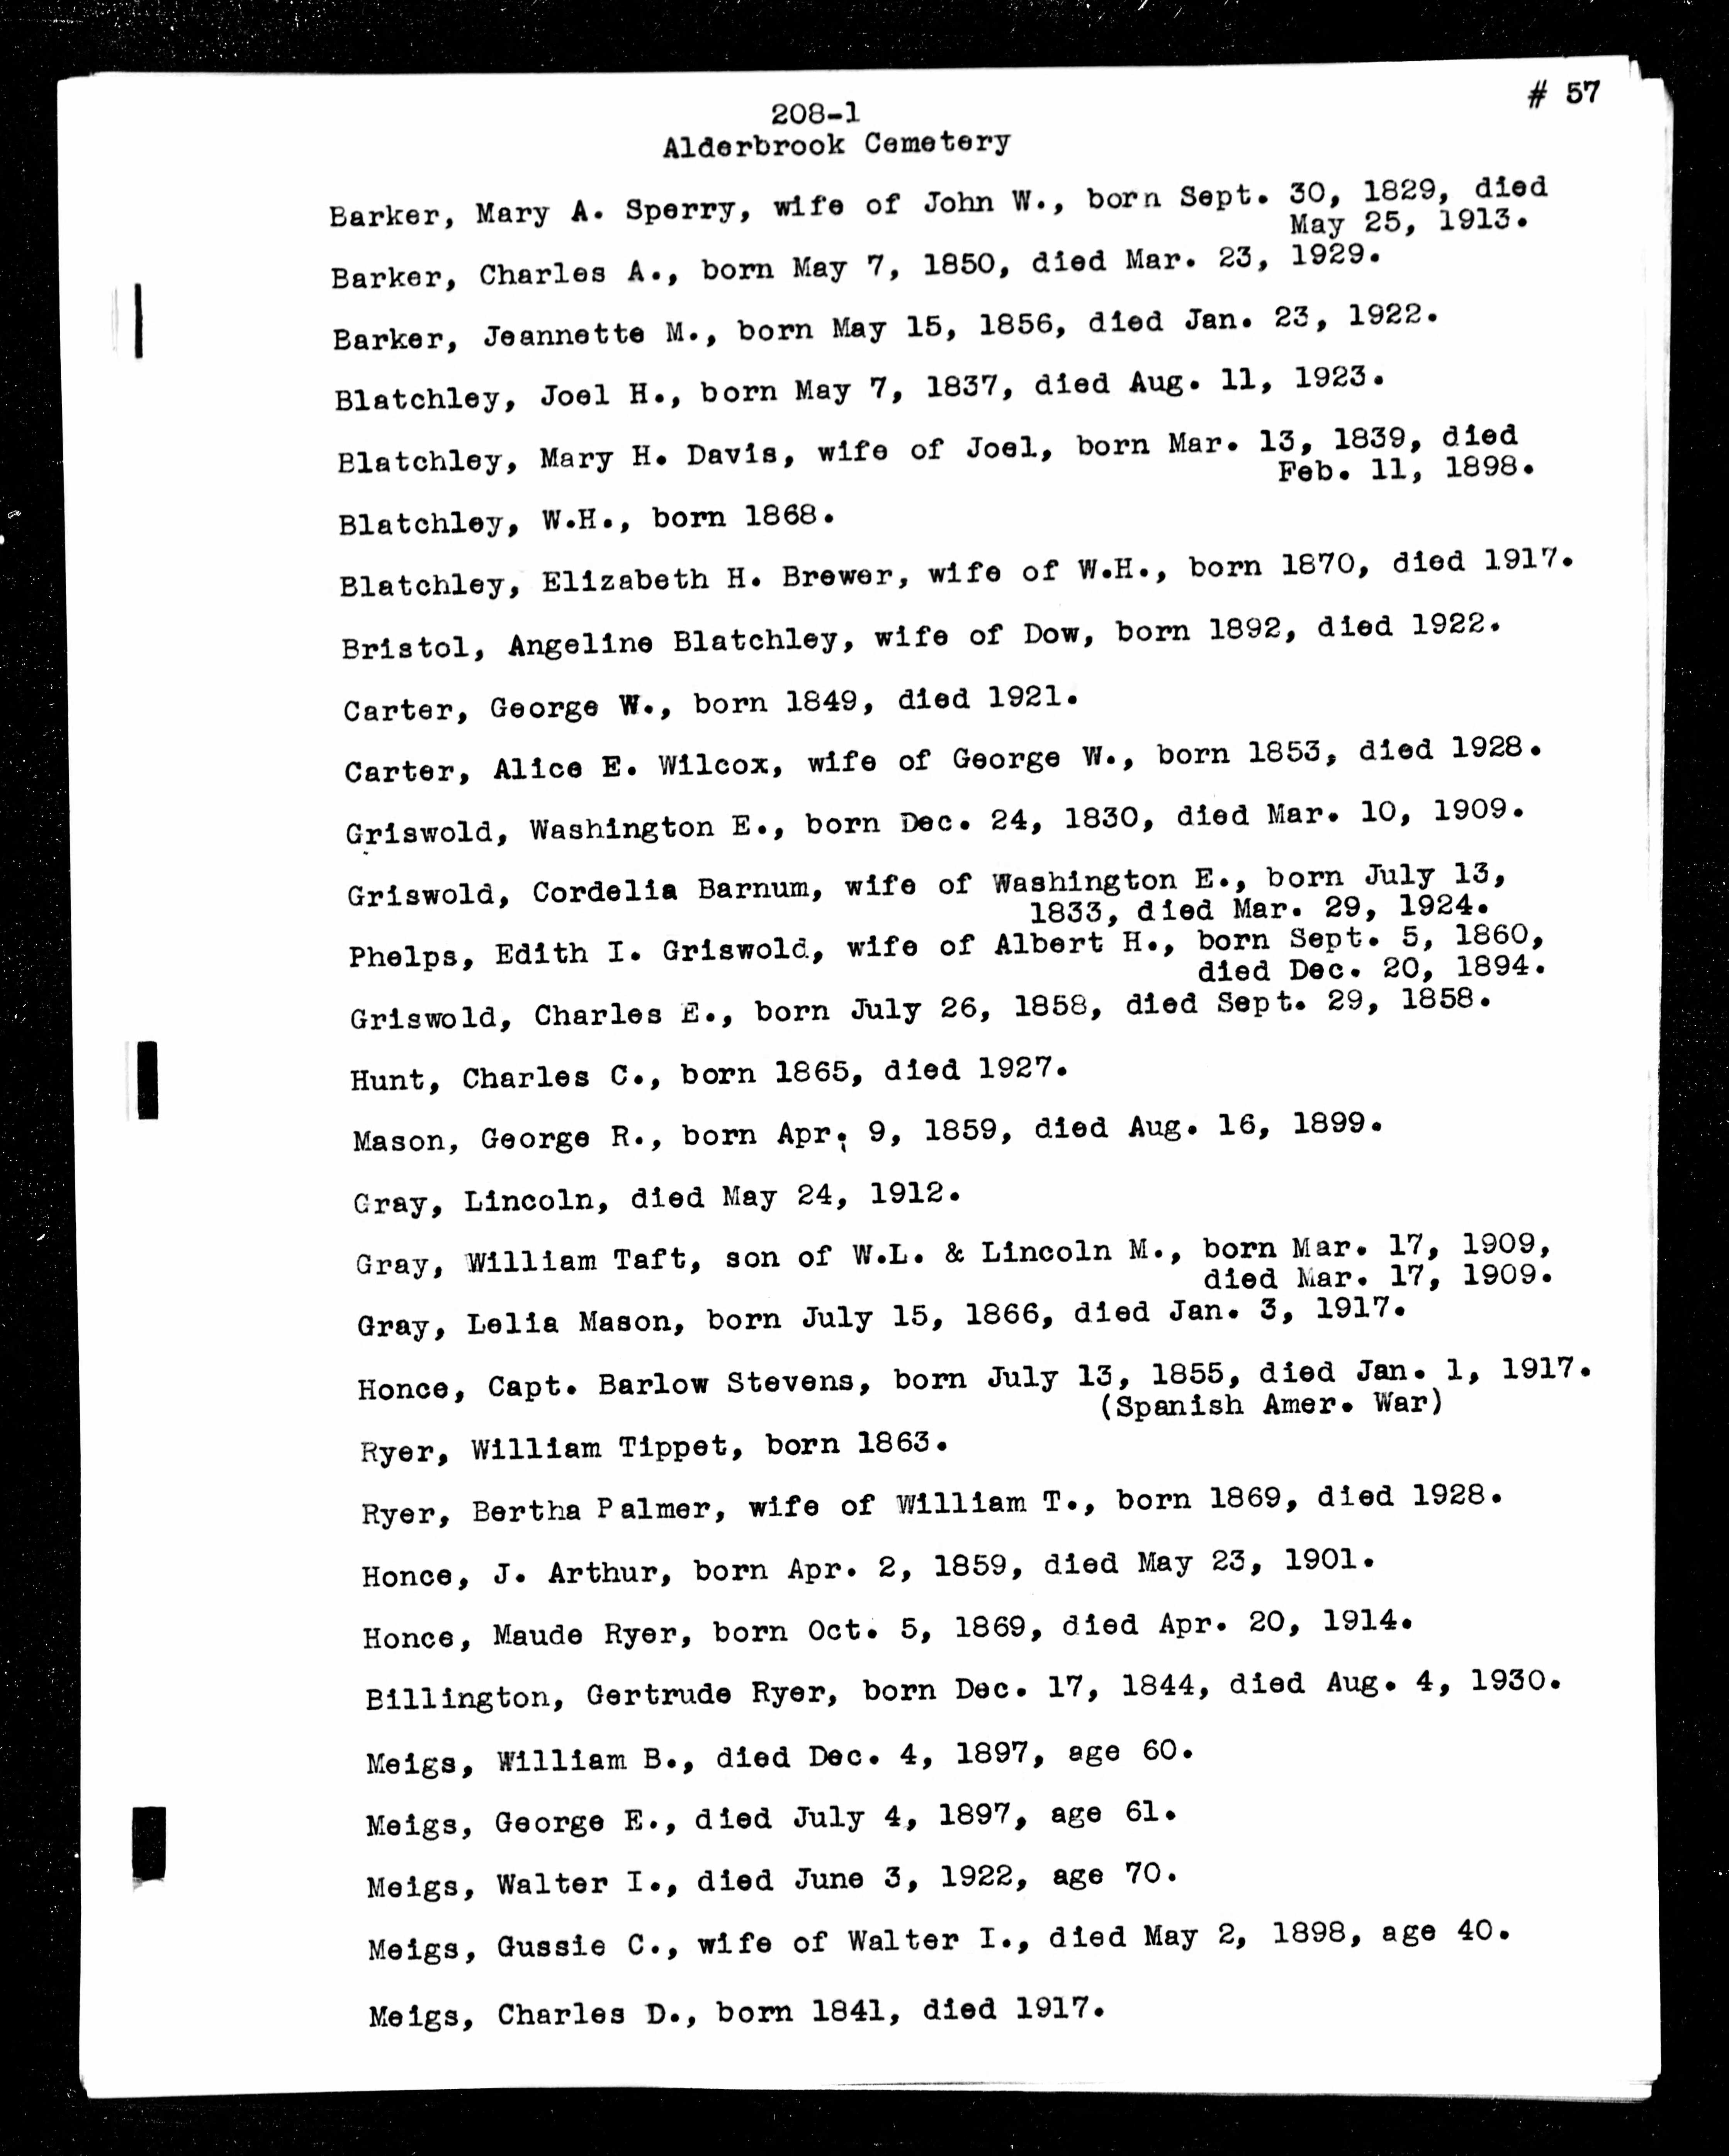 # 57
208-1
Alderbrook Cemetery
Barker, Mary A. Sperry, wife of John W., born Sept. 30, 1829, died
May 25, 1913.
Barker, Charles A., born May 7, 1850, died Mar. 23, 1929.
Barker, Jeannette M., born May 15, 1856, died Jan. 23, 1922.
Blatchley, Joel H., born May 7, 1837, died Aug. 11, 1923.
Blatchley, Mary H. Davis, wife of Joel, born Mar. 13, 1839, died
Feb. 11, 1898.
Blatchley, W.H., born 1868.
Blatchley, Elizabeth H. Brewer, wife of W.H., born 1870, died 1917.
Bristol, Angeline Blatchley, wife of Dow, born 1892, died 1922.
Carter, George W., born 1849, died 1921.
Carter, Alice E. Wilcox, wife of George W., born 1853, died 1928.
Griswold, Washington E., born Dec. 24, 1830, died Mar. 10, 1909.
Griswold, Cordelia Barnum, wife of Washington E., born July 13,
1833, died Mar. 29, 1924.
Phelps, Edith I. Griswold, wife of Albert H., born Sept. 5, 1860,
died Dec. 20, 1894.
Griswold, Charles E., born July 26, 1858, died Sept. 29, 1858.
Hunt, Charles C., born 1865, died 1927.
Mason, George R., born Apr. 9, 1859, died Aug. 16, 1899.
Gray, Lincoln, died May 24, 1912.
Gray, William Taft, son of W.L. & Lincoln M., born Mar. 17, 1909,
died Mar. 17, 1909.
Gray, Lelia Mason, born July 15, 1866, died Jan. 3, 1917.
Honce, Capt. Barlow Stevens, born July 13, 1855, died Jan. 1, 1917.
(Spanish Amer. War)
Ryer, William Tippet, born 1863.
Ryer, Bertha Palmer, wife of William T., born 1869, died 1928.
Honce, J. Arthur, born Apr. 2, 1859, died May 23, 1901.
Honce, Maude Ryer, born Oct. 5, 1869, died Apr. 20, 1914.
Billington, Gertrude Ryer, born Dec. 17, 1844, died Aug. 4, 1930.
Meigs, William B., died Dec. 4, 1897, age 60.
Meigs, George E., died July 4, 1897, age 61.
Meigs, Walter I., died June 3, 1922, age 70.
Meigs, Gussie C., wife of Walter I., died May 2, 1898, age 40.
Meigs, Charles D., born 1841, died 1917.